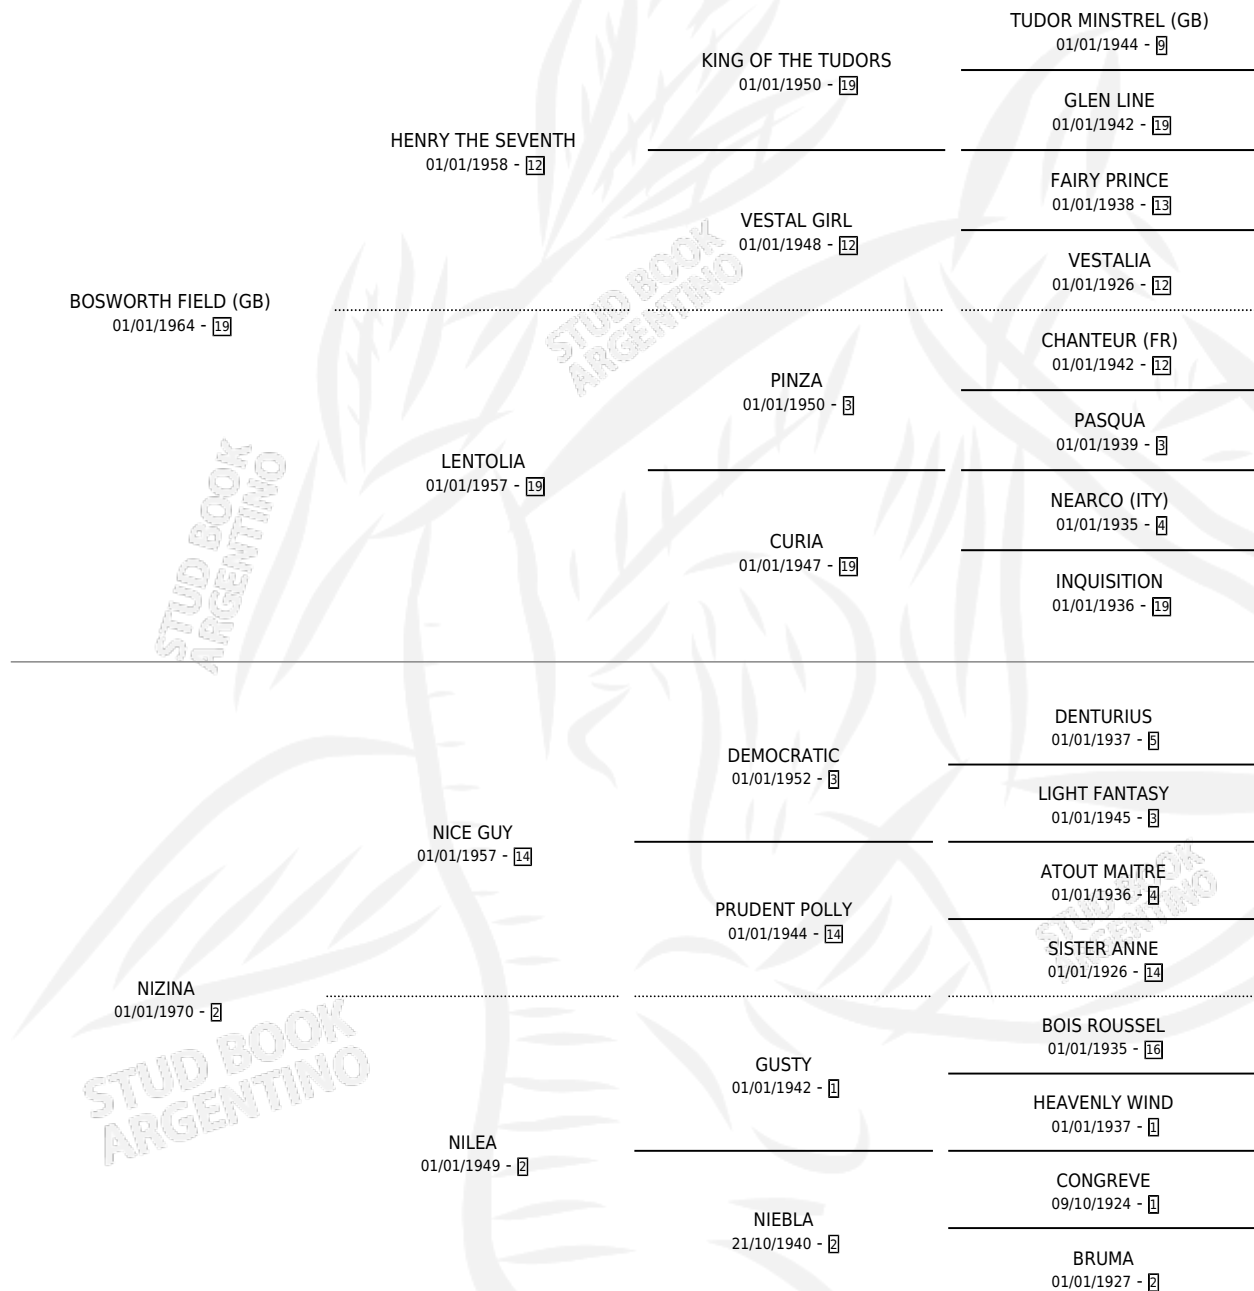 TUDOR MINSTREL (GB)
01/01/1944 - 9
KING OF THE TUDORS
01/01/1950 - 19
GLEN LINE
01/01/1942 - 19
HENRY THE SEVENTH
01/01/1958 - 12
FAIRY PRINCE
01/01/1938 - 13
VESTAL GIRL
01/01/1948 - 12
VESTALIA
01/01/1926 - 12
BOSWORTH FIELD (GB)
01/01/1964 - 19
STUD BOOK
ARGENTINO
CHANTEUR (FR)
01/01/1942 - 12
PINZA
01/01/1950 - 3
PASQUA
01/01/1939 - 3
LENTOLIA
01/01/1957 - 19
NEARCO (ITY)
01/01/1935 - 4
CURIA
01/01/1947 - 19
INQUISITION
01/01/1936 - 19
STUD BOOK
ARGENTINO
DENTURIUS
01/01/1937 - 5
DEMOCRATIC
01/01/1952 - 3
LIGHT FANTASY
01/01/1945 - 3
NICE GUY
01/01/1957 - 14
ATOUT MAITRE
01/01/1936 - 4
PRUDENT POLLY
01/01/1944 - 14
STUD BOOK
ARGENTINO
SISTER ANNE
01/01/1926 - 14
NIZINA
01/01/1970 - 2
BOIS ROUSSEL
01/01/1935 - 16
GUSTY
01/01/1942 - 1
HEAVENLY WIND
01/01/1937 - 1
STUD BOOK
ARGENTINO
NILEA
01/01/1949 - 2
CONGREVE
09/10/1924 - 1
NIEBLA
21/10/1940 - 2
BRUMA
01/01/1927 - 2